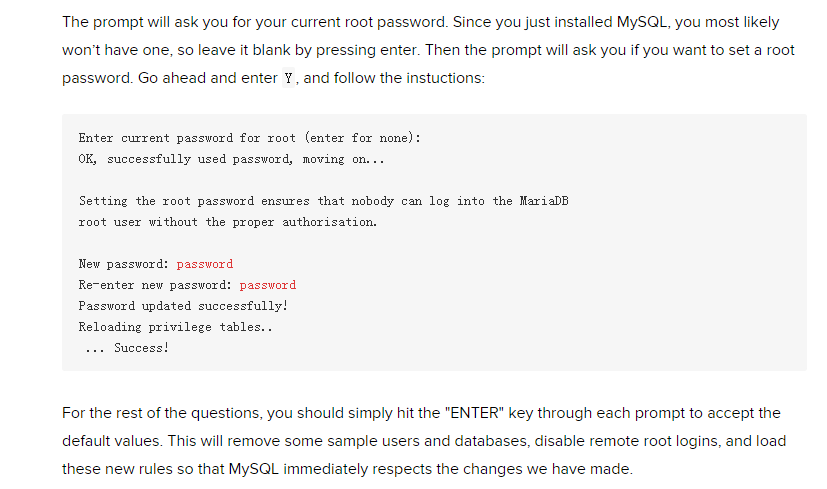 The prompt will ask you for your current root password. Since you just installed MySQL, you most likely
won't have one, so leave it blank by pressing enter. Then the prompt will ask you if you want to set a root
password. Go ahead and enter Y, and follow the instuctions:
Enter current password for root (enter for none):
OK, successfully used password, moving on...
Setting the root password ensures that nobody can log into the MariaDB
root user without the proper authorisation.
New password: password
Re-enter new password: password
Password updated successfully!
Reloading privilege tables..
... Success!
For the rest of the questions, you should simply hit the "ENTER" key through each prompt to accept the
default values. This will remove some sample users and databases, disable remote root logins, and load
these new rules so that MySQL immediately respects the changes we have made.